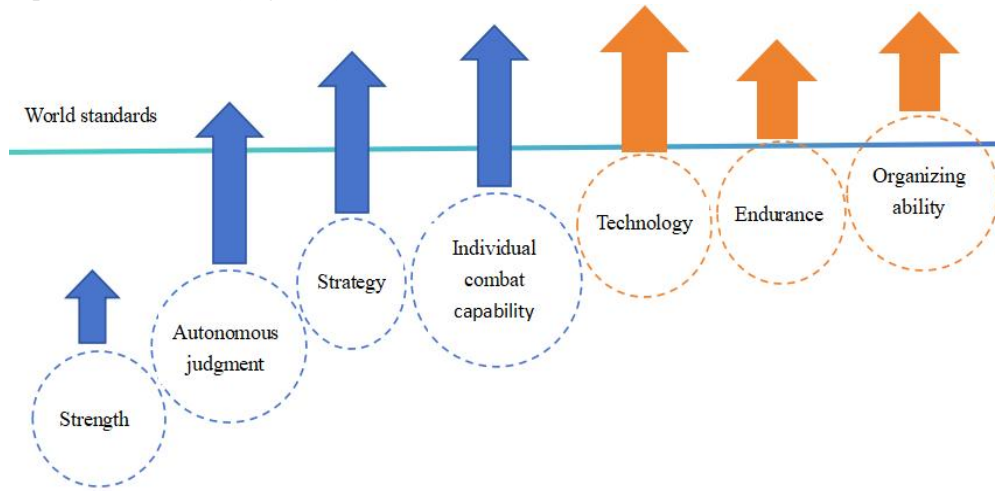 World standards
Strength
Autonomous
judgment
Strategy
Individual
combat
capability
Technology
Endurance
Organizing
ability